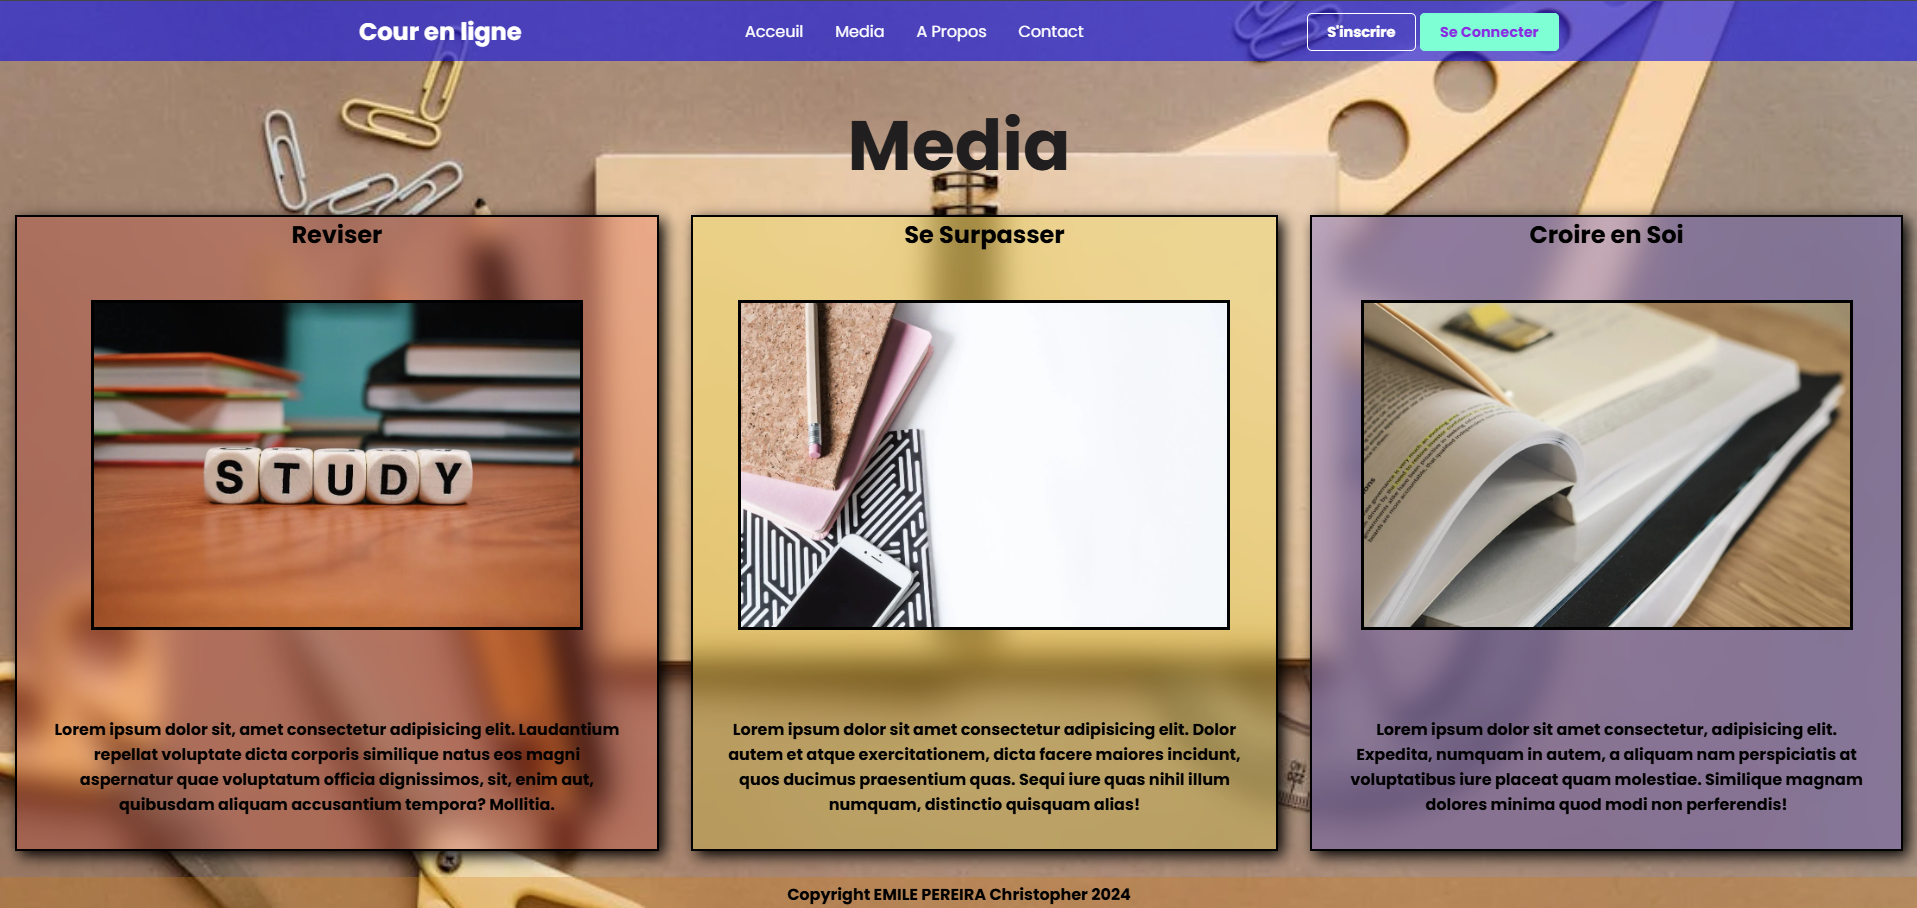 Cour en ligne
Acceuil Media A Propos Contact
S'inscrire Se Connecter
Media
Reviser
STUDY
Lorem ipsum dolor sit, amet consectetur adipisicing elit. Laudantium
repellat voluptate dicta corporis similique natus eos magni
aspernatur quae voluptatum officia dignissimos, sit, enim aut,
quibusdam aliquam accusantium tempora? Mollitia.
Se Surpasser
Lorem ipsum dolor sit amet consectetur adipisicing elit. Dolor
autem et atque exercitationem, dicta facere maiores incidunt,
quos ducimus praesentium quas. Sequi iure quas nihil illum
numquam, distinctio quisquam alias!
Croire en Soi
Lorem ipsum dolor sit amet consectetur, adipisicing elit.
Expedita, numquam in autem, a aliquam nam perspiciatis at
voluptatibus iure placeat quam molestiae. Similique magnam
dolores minima quod modi non perferendis!
Copyright EMILE PEREIRA Christopher 2024